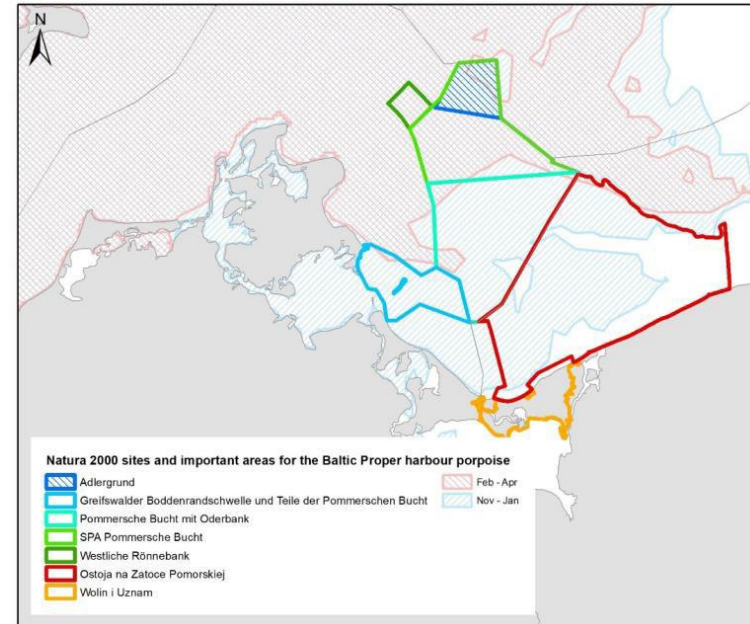 N
Natura 2000 sites and important areas for the Baltic Proper harbour porpoise
Adlergrund
Greifswalder Boddenrandschwelle und Teile der Pommerschen Bucht
Pommersche Bucht mit Oderbank
SPA Pommersche Bucht
Westliche Rönnebank
Ostoja na Zatoce Pomorskiej
Wolin i Uznam
Feb - Apr
Nov - Jan